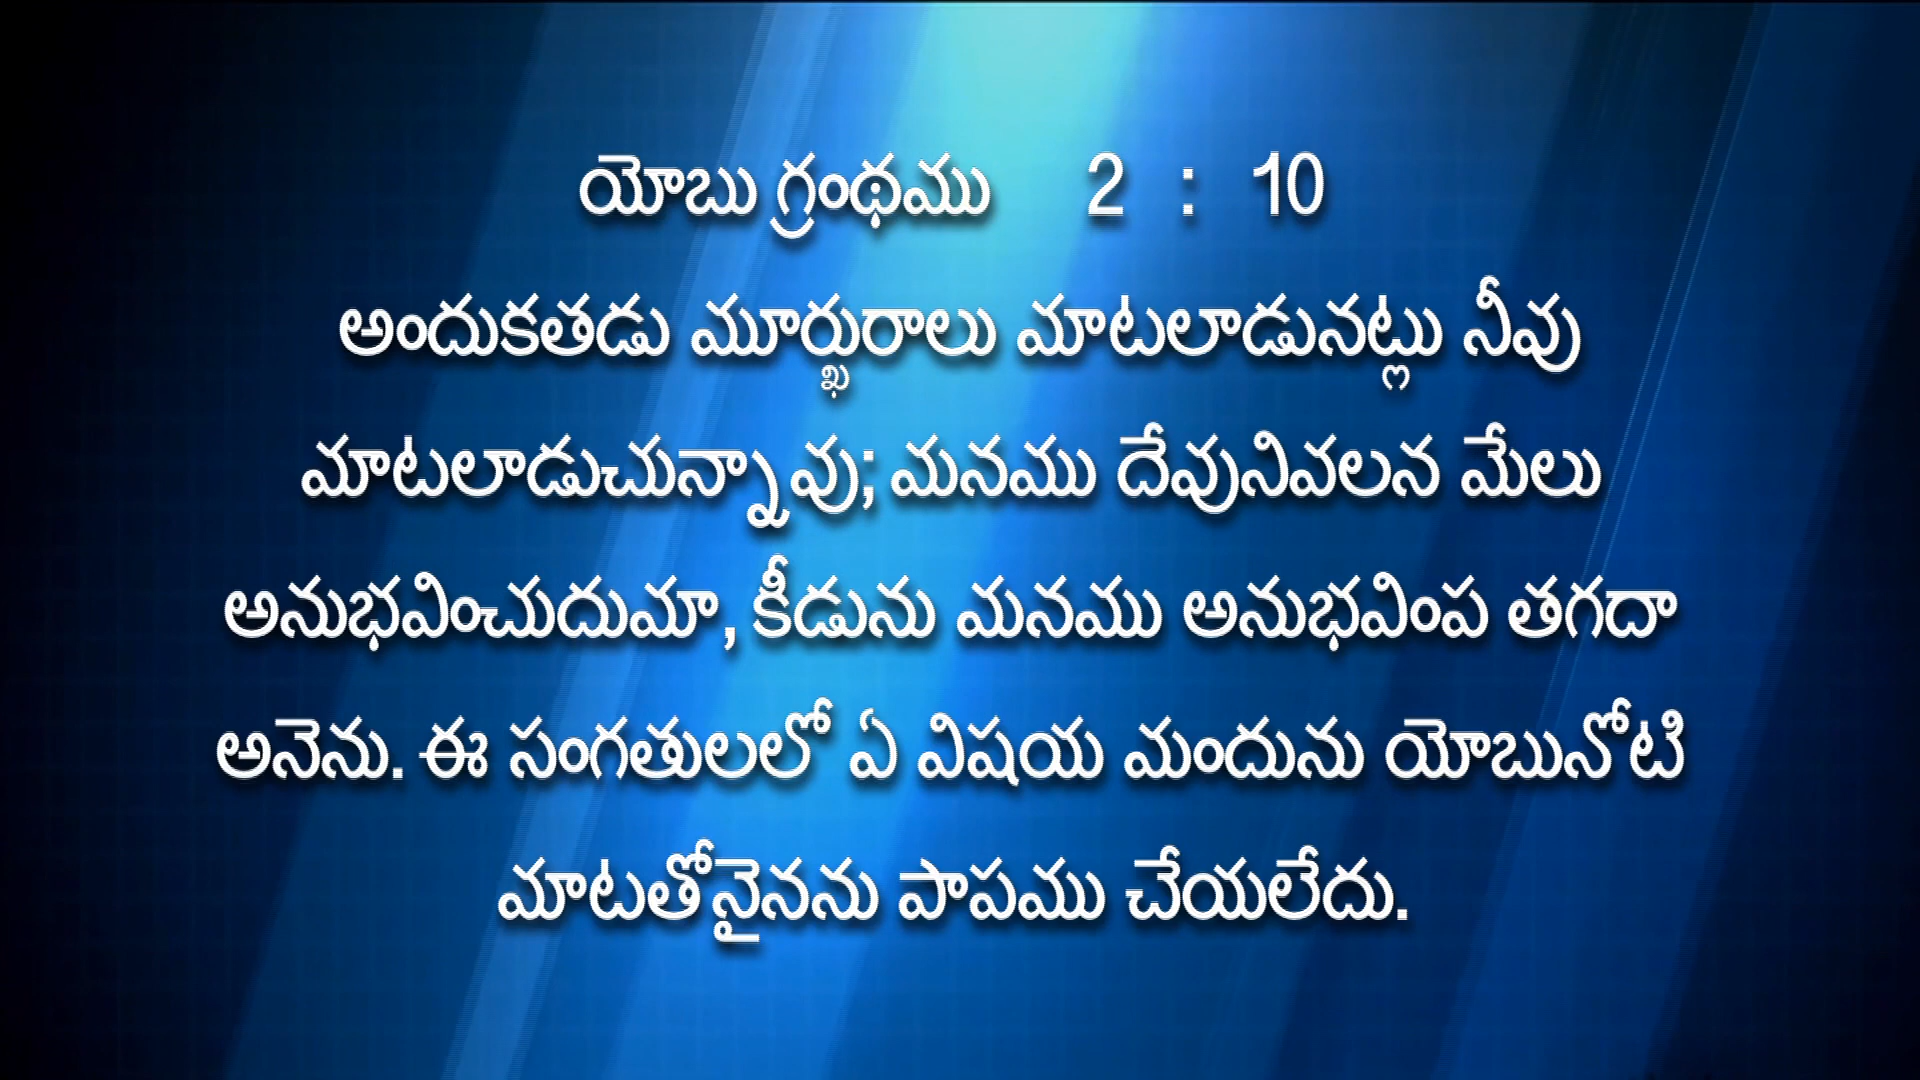 యోబు గ్రంథము 2 : 10
అందుకతడు మూర్ఖురాలు మాటలాడునట్లు నీవు
మాటలాడుచున్నావు; మనము దేవునివలన మేలు
అనుభవించుదుమా, కీడును మనము అనుభవింప తగదా
అనెను. ఈ సంగతులలో ఏ విషయ మందును యోబునోటి
మాటతోనైనను పాపము చేయలేదు.